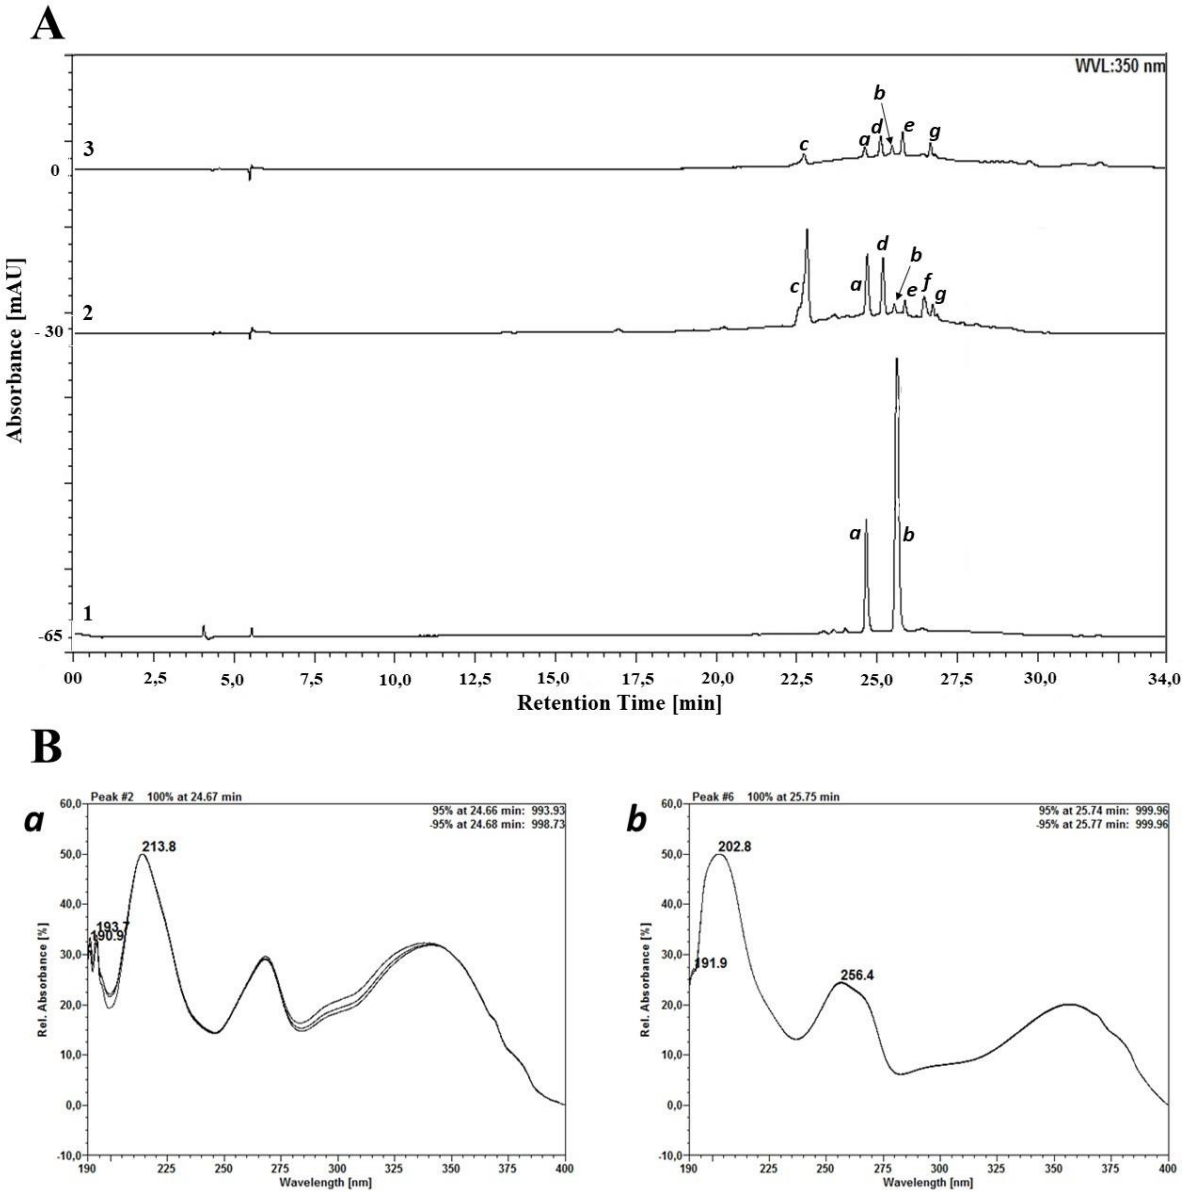 A
WVL:350 nm
3
c
a
d
b
e
g
0
2
c
a
d
b
e
f
g
- 30
1
a
b
-65
Absorbance [mAU]
00 2,5 5,0 7,5 10,0 12,5 15,0 17,5 20,0 22,5 25,0 27,5 30,0 34,0
Retention Time [min]
B
a
Peak #2 100% at 24.67 min
95% at 24.66 min: 993.93
-95% at 24.68 min: 998.73
60,0
50,0
40,0
30,0
20,0
10,0
0,0
-10,0
213.8
193.7
190.9
Rel. Absorbance [%]
190 225 250 275 300 325 350 375 400
Wavelength [nm]
b
Peak #6 100% at 25.75 min
95% at 25.74 min: 999.96
-95% at 25.77 min: 999.96
60,0
50,0
40,0
30,0
20,0
10,0
0,0
-10,0
202.8
191.9
256.4
Rel. Absorbance [%]
190 225 250 275 300 325 350 375 400
Wavelength [nm]